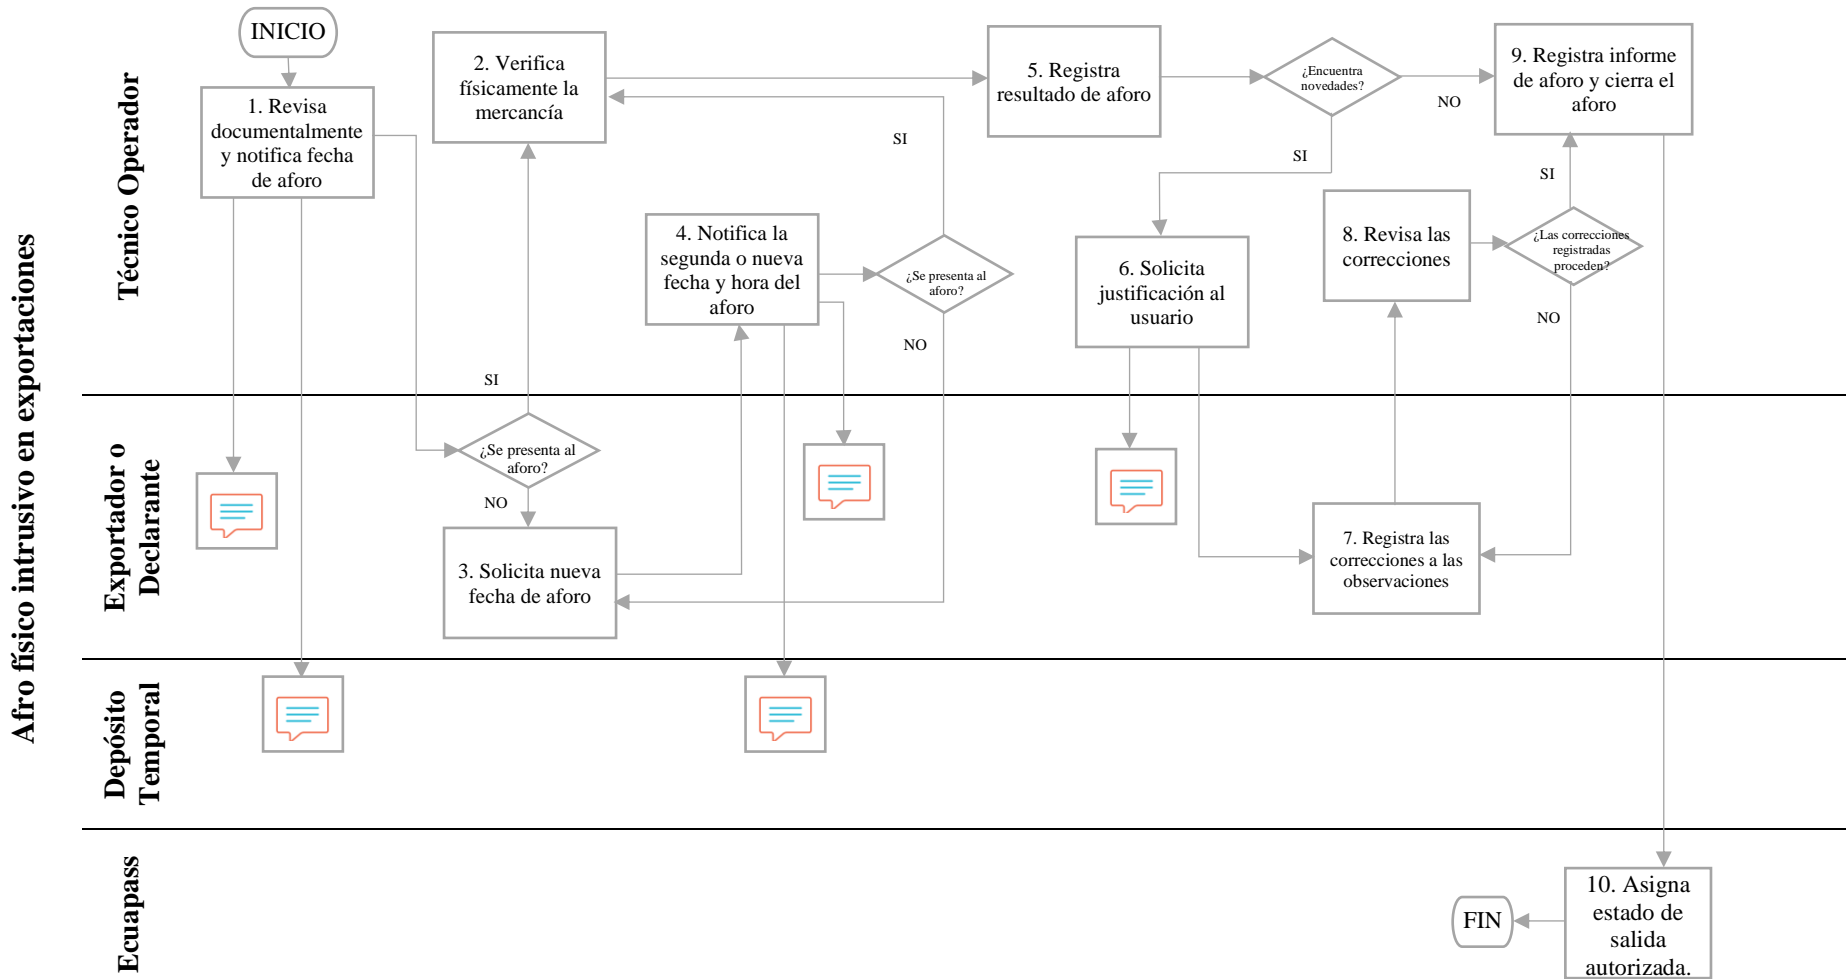 Afro físico intrusivo en exportaciones
Técnico Operador
INICIO
1. Revisa
documentalmente
y notifica fecha
de aforo
2. Verifica
físicamente la
mercancía
SI
4. Notifica la
segunda o nueva
fecha y hora del
aforo
¿Se presenta al
aforo?
SI
NO
5. Registra
resultado de aforo
¿Encuentra
novedades?
NO
SI
6. Solicita
justificación al
usuario
8. Revisa las
correcciones
¿Las correcciones
registradas
proceden?
SI
NO
9. Registra informe
de aforo y cierra el
aforo
Exportador o
Declarante
¿Se presenta al
aforo?
NO
3. Solicita nueva
fecha de aforo
7. Registra las
correcciones a las
observaciones
Depósito
Temporal
Ecuapass
10. Asigna
estado de
salida
autorizada.
FIN